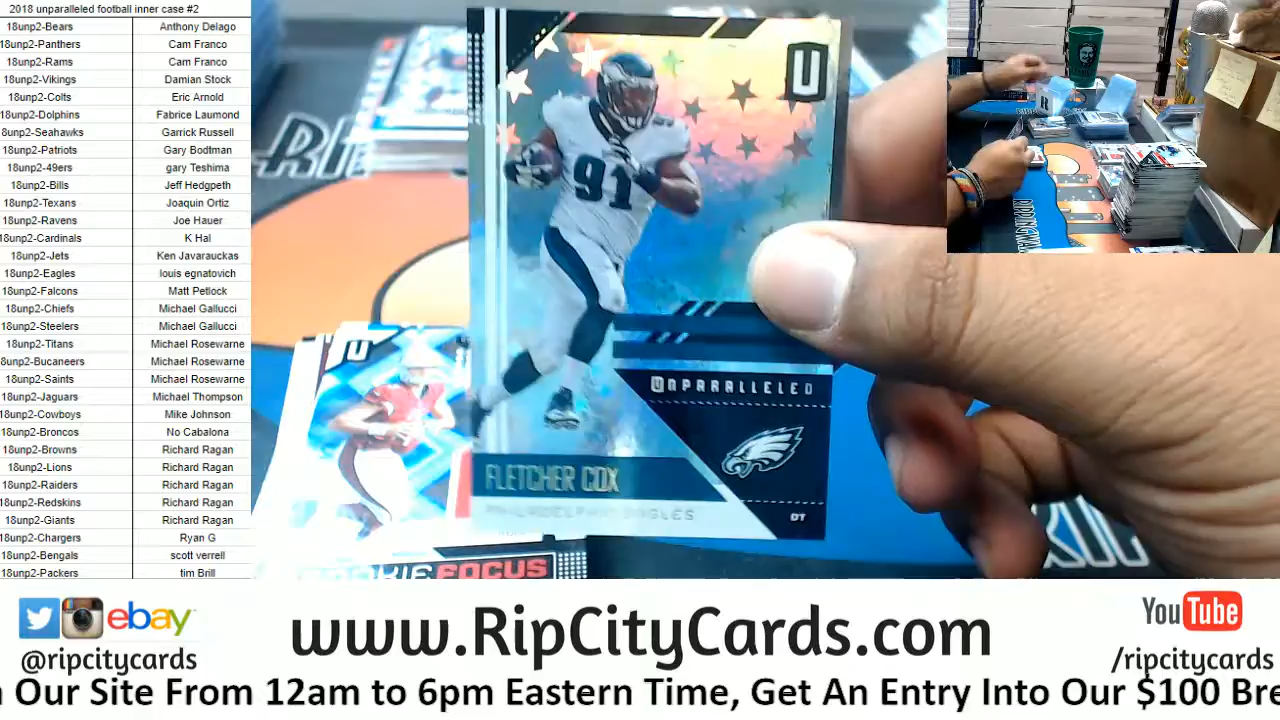 2018 unparalleled football inner case #2
18unp2-Bears Anthony Delago
18unp2-Panthers Cam Franco
18unp2-Rams Cam Franco
18unp2-Vikings Damian Stock
18unp2-Colts Eric Arnold
18unp2-Dolphins Fabrice Laumond
8unp2-Seahawks Garrick Russell
18unp2-Patriots Gary Bodtman
18unp2-49ers gary Teshima
18unp2-Bills Jeff Hedgpeth
18unp2-Texans Joaquin Ortiz
18unp2-Ravens Joe Hauer
18unp2-Cardinals K Hal
18unp2-Jets Ken Javarauckas
18unp2-Eagles louis egnatovich
18unp2-Falcons Matt Petlock
18unp2-Chiefs Michael Gallucci
18unp2-Steelers Michael Gallucci
18unp2-Titans Michael Rosewarne
8unp2-Bucaneers Michael Rosewarne
18unp2-Saints Michael Rosewarne
18unp2-Jaguars Michael Thompson
18unp2-Cowboys Mike Johnson
18unp2-Broncos No Cabalona
18unp2-Browns Richard Ragan
18unp2-Lions Richard Ragan
18unp2-Raiders Richard Ragan
18unp2-Redskins Richard Ragan
18unp2-Giants Richard Ragan
18unp2-Chargers Ryan G
18unp2-Bengals scott verrell
18unp2-Packers tim Brill
U
91
UNPARALLELED
FLETCHER COX
PHILADELPHIA EAGLES
DT
U
FOCUS
ebay
@ripcitycards
www.RipCityCards.com
YouTube
/ripcitycards
n Our Site From 12am to 6pm Eastern Time, Get An Entry Into Our $100 Bre